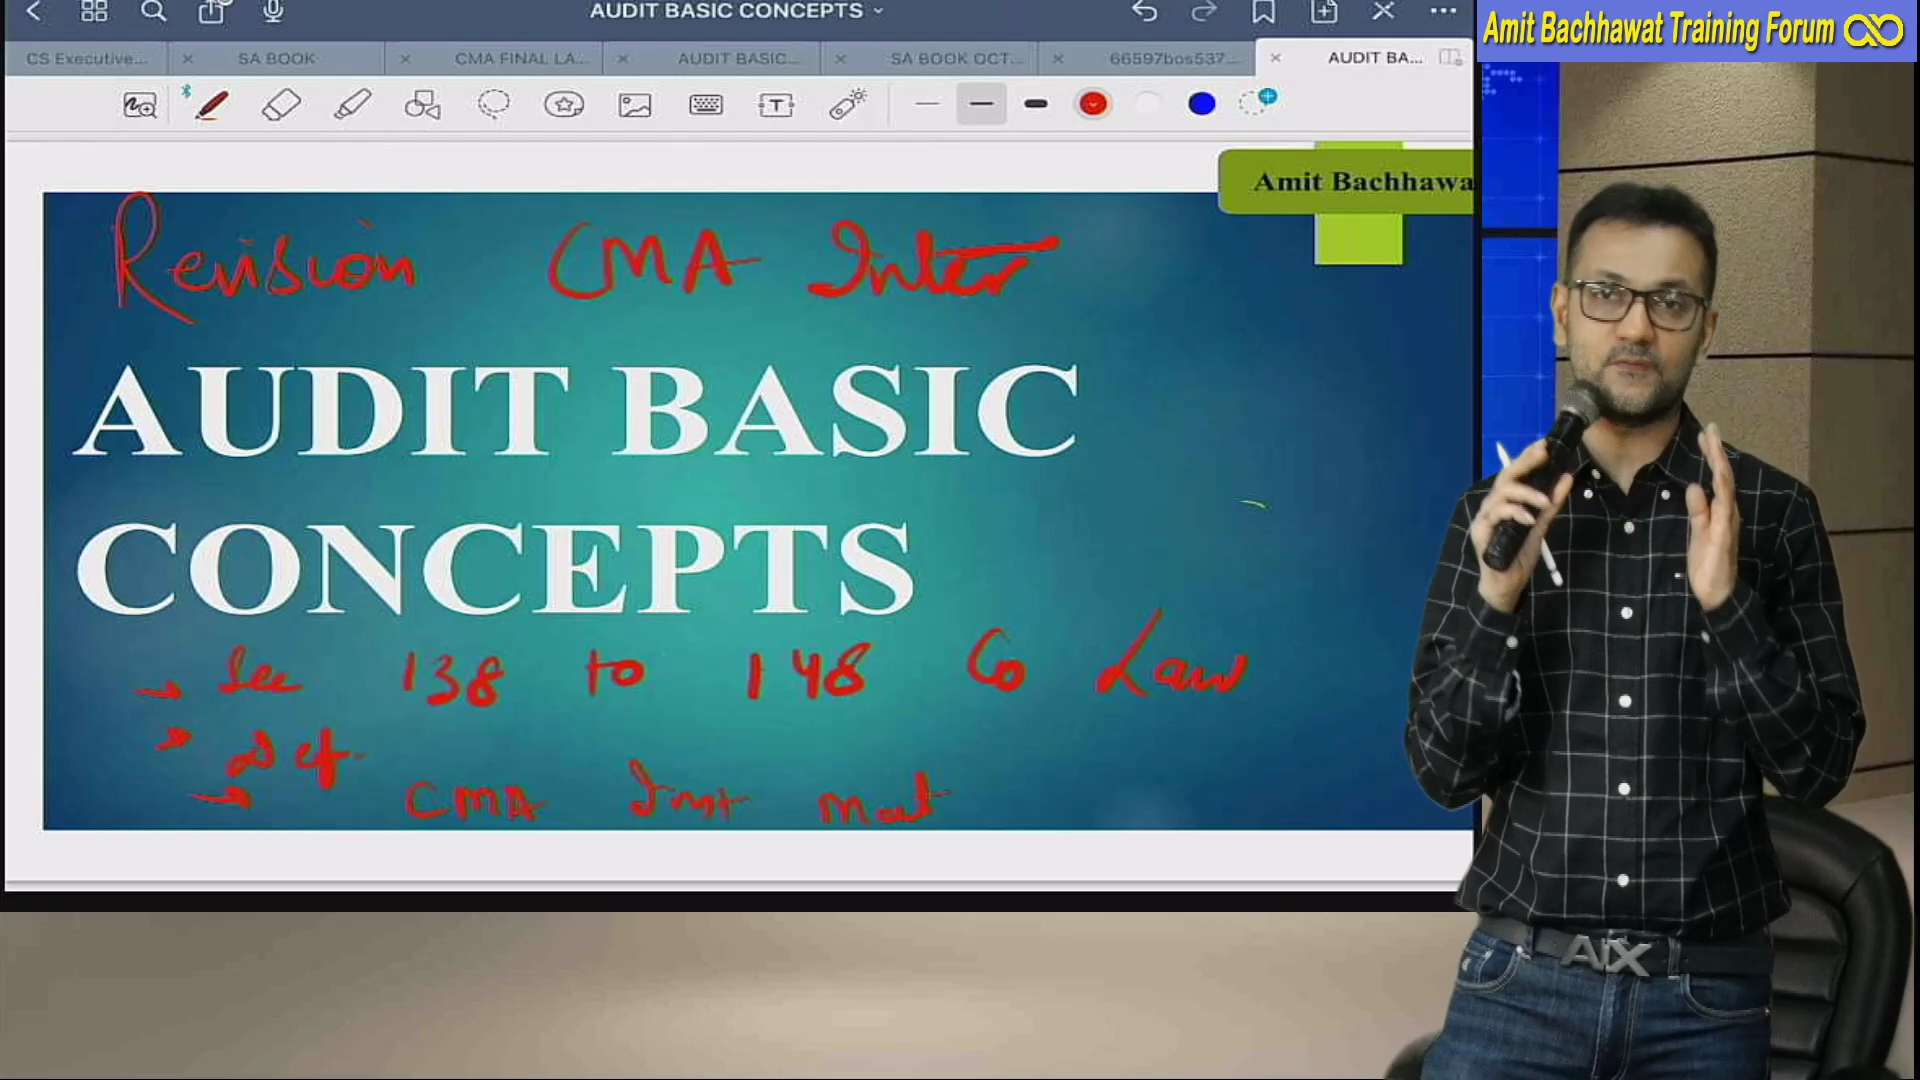 AUDIT BASIC CONCEPTS
Amit Bachhawat Training Forum
CS Executive...
SA BOOK
CMA FINAL LA...
AUDIT BASIC...
SA BOOK OCT...
66597bos537...
AUDIT BA...
T
Amit Bachhawa
Revision CMA Inter
AUDIT BASIC
CONCEPTS
→ Sec 138 to 148 Co Law
→ Def.
→ CMA Inst Mat
AIX